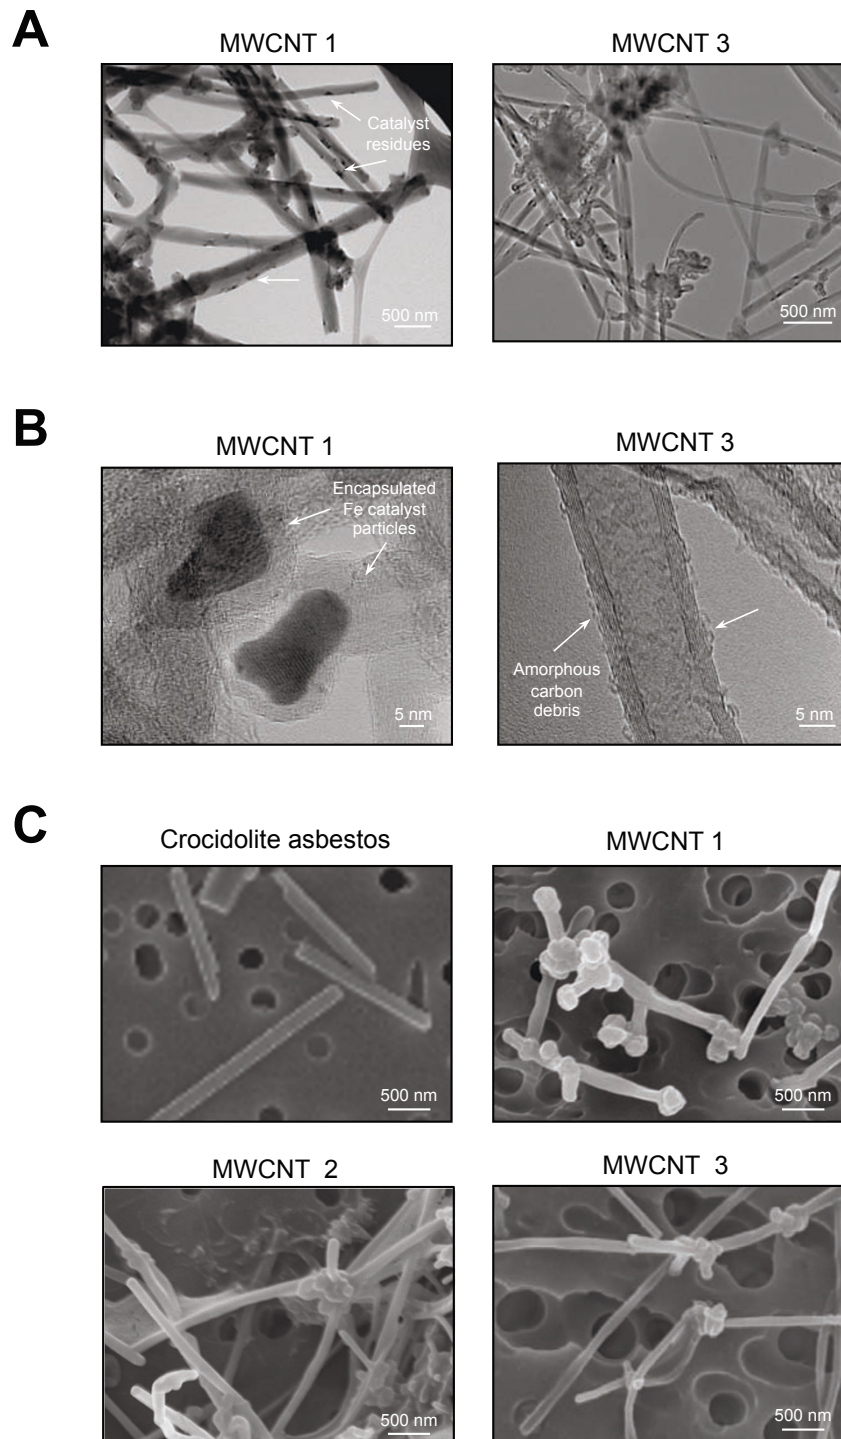 A
MWCNT 1
MWCNT 3
Catalyst
residues
500 nm
500 nm
B
MWCNT 1
MWCNT 3
Encapsulated
Fe catalyst
particles
Amorphous
carbon
debris
5 nm
5 nm
C
Crocidolite asbestos
MWCNT 1
500 nm
500 nm
MWCNT 2
MWCNT 3
500 nm
500 nm